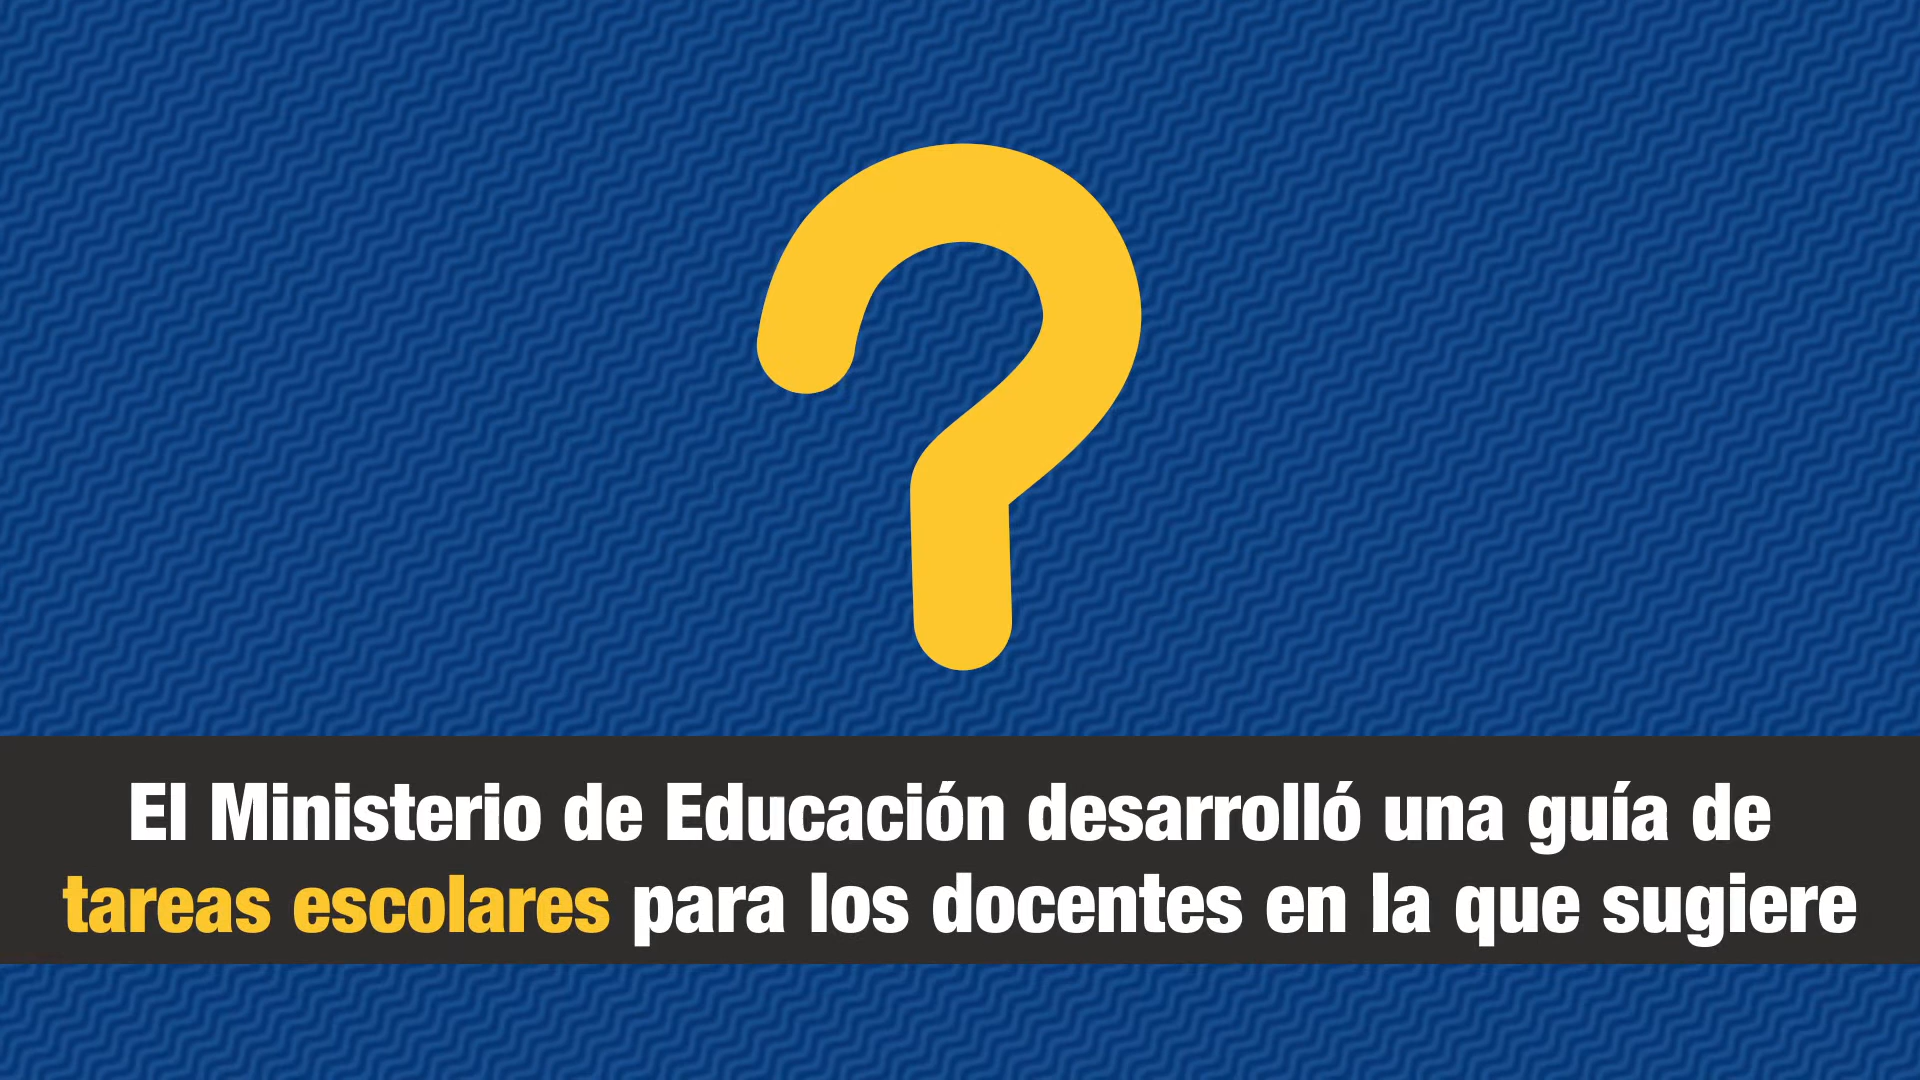 El Ministerio de Educación desarrolló una guía de
tareas escolares para los docentes en la que sugiere